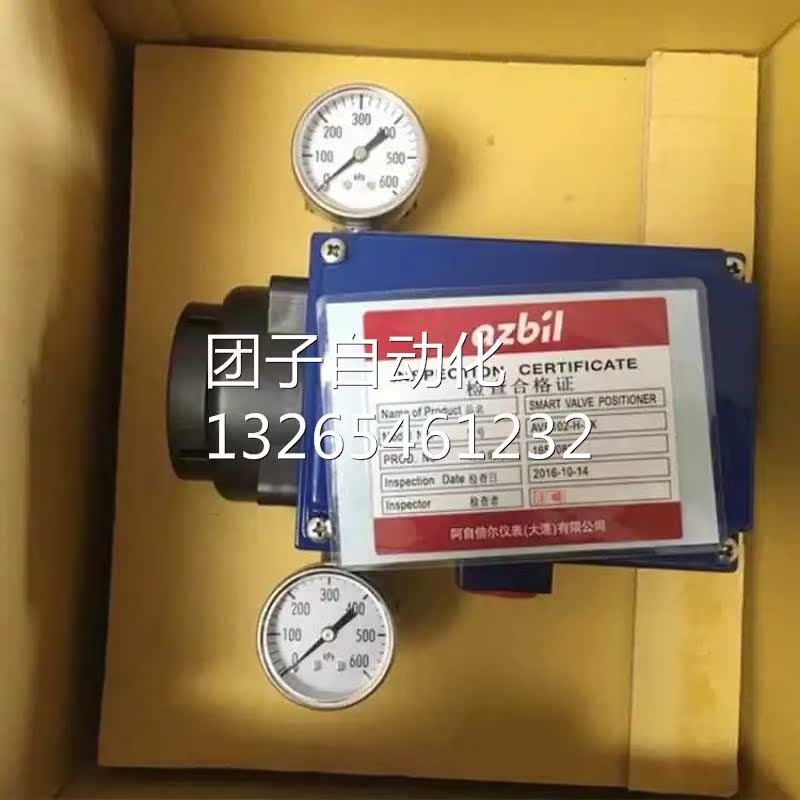 300
200
400
100
500
0
kPa
600
azbil
INSPECTION CERTIFICATE
检查合格证
Name of Product 品名 SMART VALVE POSITIONER
团子自动化
13265461232
PROD. No
Inspection Date 检查日 2016-10-14
Inspector 检查者
阿自倍尔仪表(大连)有限公司
300
200
400
100
500
0
kPa
600